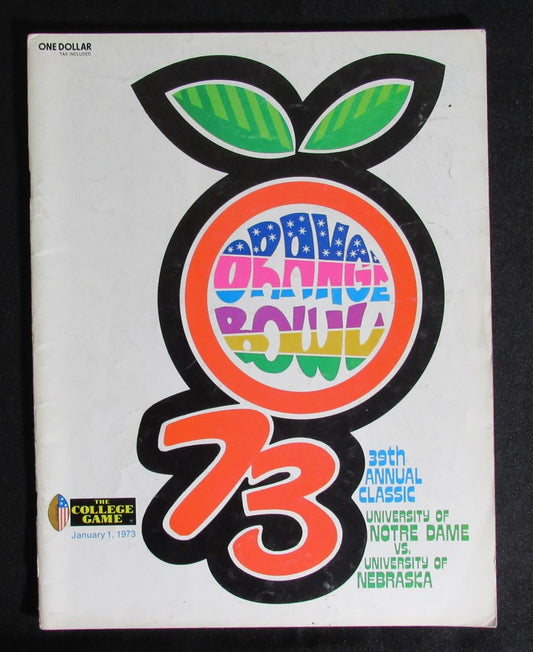 ONE DOLLAR
TAX INCLUDED
ORANGE
BOWL
73
39th
ANNUAL
CLASSIC
THE
COLLEGE
GAME
January 1, 1973
UNIVERSITY OF
NOTRE DAME
VS.
UNIVERSITY OF
NEBRASKA